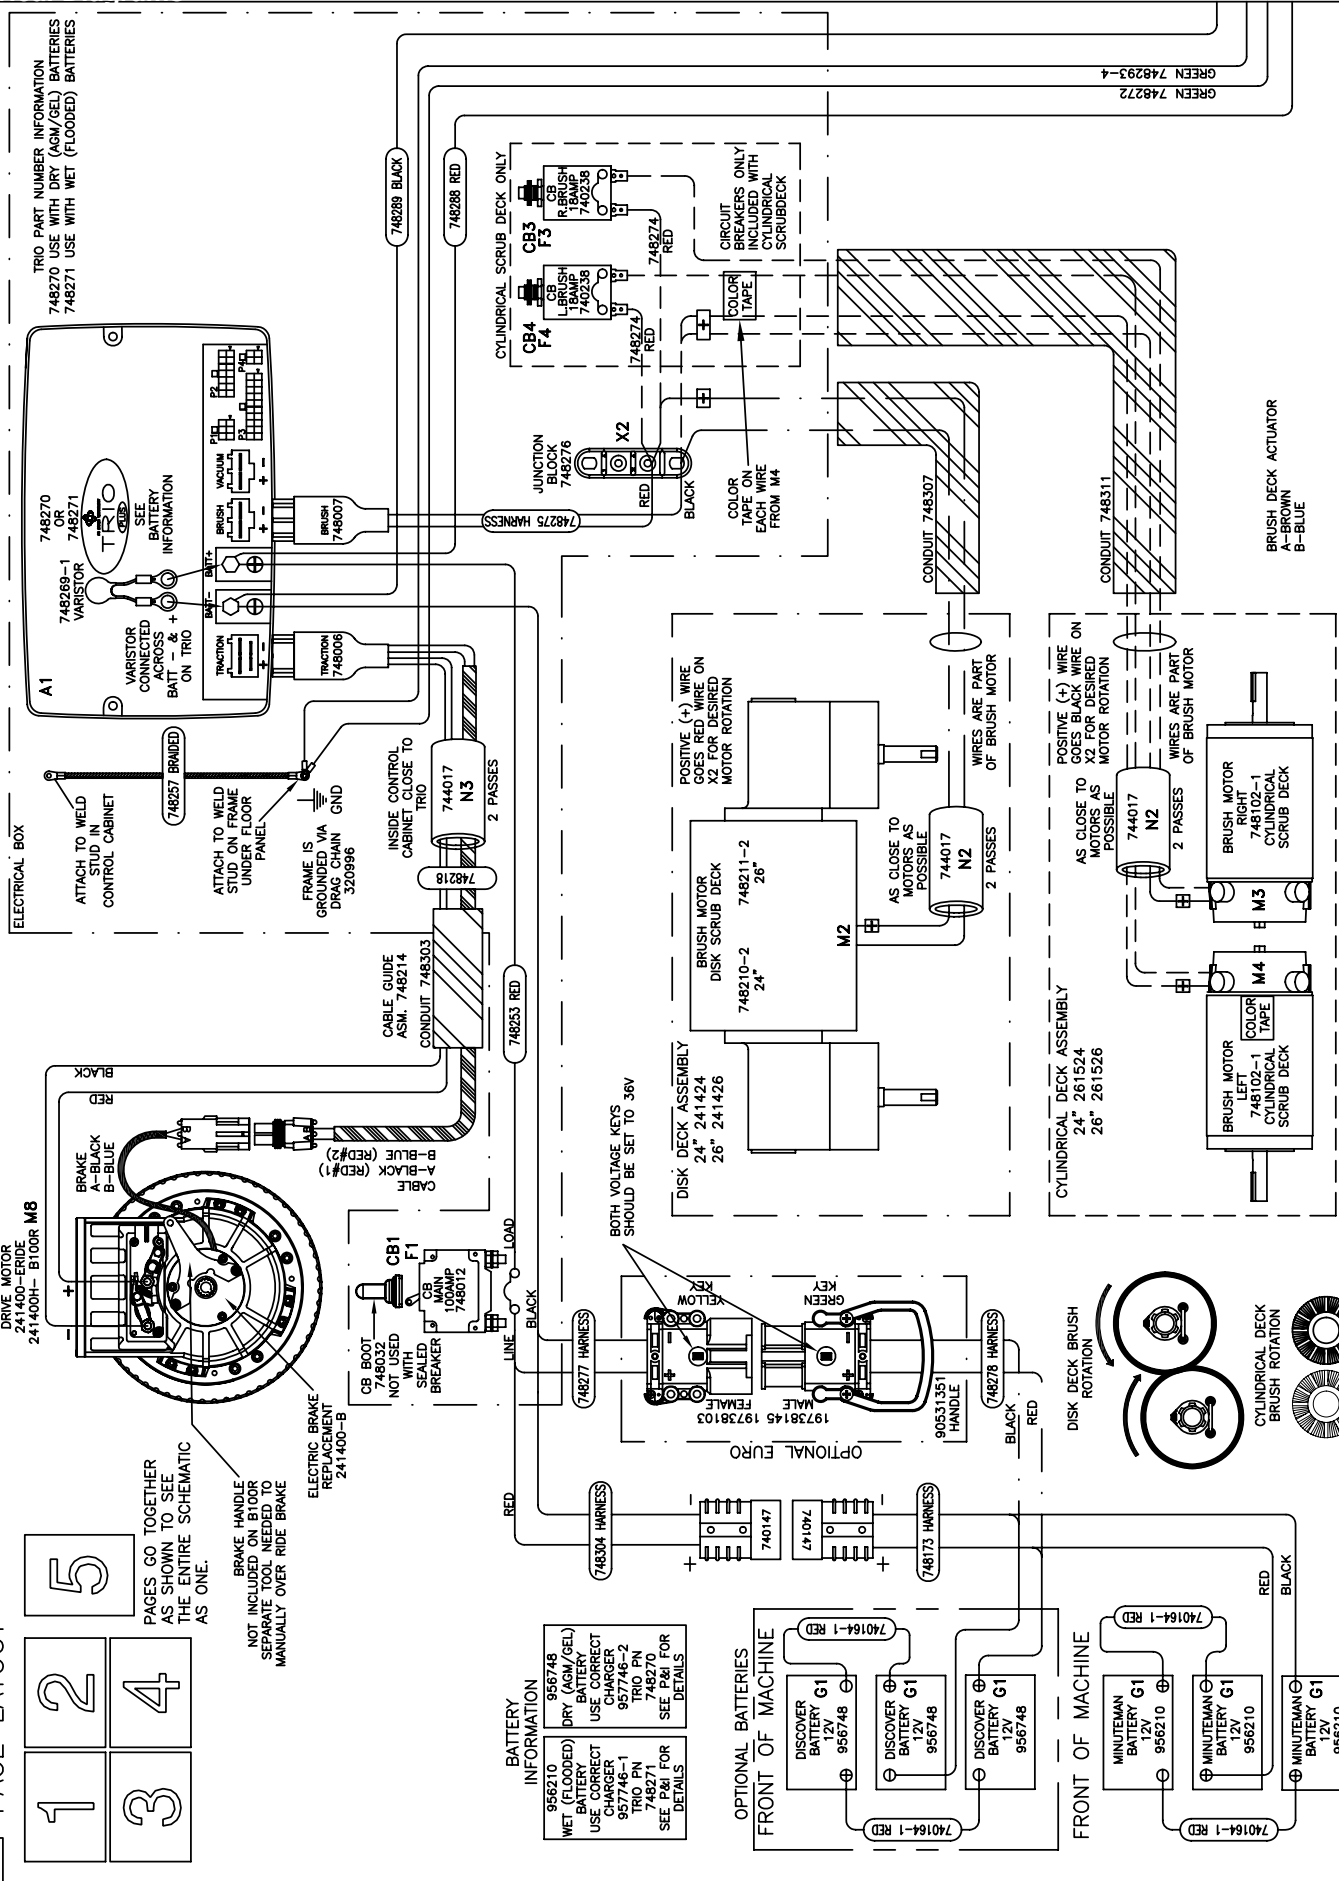 ELECTRICAL BOX
TRIO PART NUMBER INFORMATION
748270 USE WITH DRY (AGM/GEL) BATTERIES
748271 USE WITH WET (FLOODED) BATTERIES
A1
748270
OR
748271
748269-1
VARISTOR
TRIO
PLUS
SEE
BATTERY
INFORMATION
VARISTOR
CONNECTED
ACROSS
BATT - & +
ON TRIO
TRACTION
- +
BATT-
BATT+
BRUSH
+ -
VACUUM
+ -
P1
P2
P3
P4
TRACTION
748006
BRUSH
748007
748257 BRAIDED
ATTACH TO WELD
STUD IN
CONTROL CABINET
ATTACH TO WELD
STUD ON FRAME
UNDER FLOOR
PANEL
GND
FRAME IS
GROUNDED VIA
DRAG CHAIN
320996
INSIDE CONTROL
CABINET CLOSE TO
TRIO
744017
N3
2 PASSES
748218
748289 BLACK
748288 RED
GREEN 748293-4
GREEN 748272
CYLINDRICAL SCRUB DECK ONLY
CB4
F4
CB
L.BRUSH
18AMP
740238
CB3
F3
CB
R.BRUSH
18AMP
740238
748274
RED
748274
RED
CIRCUIT
BREAKERS ONLY
INCLUDED WITH
CYLINDRICAL
SCRUBDECK
COLOR
TAPE
JUNCTION
BLOCK
748276
X2
RED
BLACK
748275 HARNESS
COLOR
TAPE ON
EACH WIRE
FROM M4
CONDUIT 748307
CONDUIT 748311
BRUSH DECK ACTUATOR
A-BROWN
B-BLUE
CABLE GUIDE
ASM. 748214
CONDUIT 748303
748253 RED
BLACK
RED
DRIVE MOTOR
241400-ERIDE
241400H- B100R M8
- +
BRAKE
A-BLACK
B-BLUE
B A
CABLE
A-BLACK (RED#1)
B-BLUE (RED#2)
ELECTRIC BRAKE
REPLACEMENT
241400-B
BRAKE HANDLE
NOT INCLUDED ON B100R
SEPARATE TOOL NEEDED TO
MANUALLY OVER RIDE BRAKE
CB BOOT
748032
NOT USED
WITH
SEALED
BREAKER
CB1
F1
CB
MAIN
100AMP
748012
LINE
LOAD
BLACK
RED
748277 HARNESS
748304 HARNESS
BOTH VOLTAGE KEYS
SHOULD BE SET TO 36V
YELLOW
KEY
GREEN
KEY
FEMALE
19738103
MALE
19738145
90531351
HANDLE
OPTIONAL EURO
748278 HARNESS
BLACK
RED
- +
740147
740147
+ -
748173 HARNESS
RED
BLACK
DISK DECK ASSEMBLY
24" 241424
26" 241426
BRUSH MOTOR
DISK SCRUB DECK
748210-2
24"
748211-2
26"
POSITIVE (+) WIRE
GOES RED WIRE ON
X2 FOR DESIRED
MOTOR ROTATION
M2
AS CLOSE TO
MOTORS AS
POSSIBLE
744017
N2
2 PASSES
WIRES ARE PART
OF BRUSH MOTOR
CYLINDRICAL DECK ASSEMBLY
24" 261524
26" 261526
POSITIVE (+) WIRE
GOES BLACK WIRE ON
X2 FOR DESIRED
MOTOR ROTATION
AS CLOSE TO
MOTORS AS
POSSIBLE
744017
N2
2 PASSES
WIRES ARE PART
OF BRUSH MOTOR
BRUSH MOTOR
LEFT
748102-1
CYLINDRICAL
SCRUB DECK
COLOR
TAPE
M4
M3
BRUSH MOTOR
RIGHT
748102-1
CYLINDRICAL
SCRUB DECK
DISK DECK BRUSH
ROTATION
CYLINDRICAL DECK
BRUSH ROTATION
1
2
3
4
5
PAGES GO TOGETHER
AS SHOWN TO SEE
THE ENTIRE SCHEMATIC
AS ONE.
BATTERY
INFORMATION
956210
WET (FLOODED)
BATTERY
USE CORRECT
CHARGER
957746-1
TRIO PN
748271
SEE P&I FOR
DETAILS
956748
DRY (AGM/GEL)
BATTERY
USE CORRECT
CHARGER
957746-2
TRIO PN
748270
SEE P&I FOR
DETAILS
OPTIONAL BATTERIES
FRONT OF MACHINE
DISCOVER
BATTERY G1
12V
956748
DISCOVER
BATTERY G1
12V
956748
DISCOVER
BATTERY G1
12V
956748
740164-1 RED
740164-1 RED
FRONT OF MACHINE
MINUTEMAN
BATTERY G1
12V
956210
MINUTEMAN
BATTERY G1
12V
956210
MINUTEMAN
BATTERY G1
12V
740164-1 RED
740164-1 RED